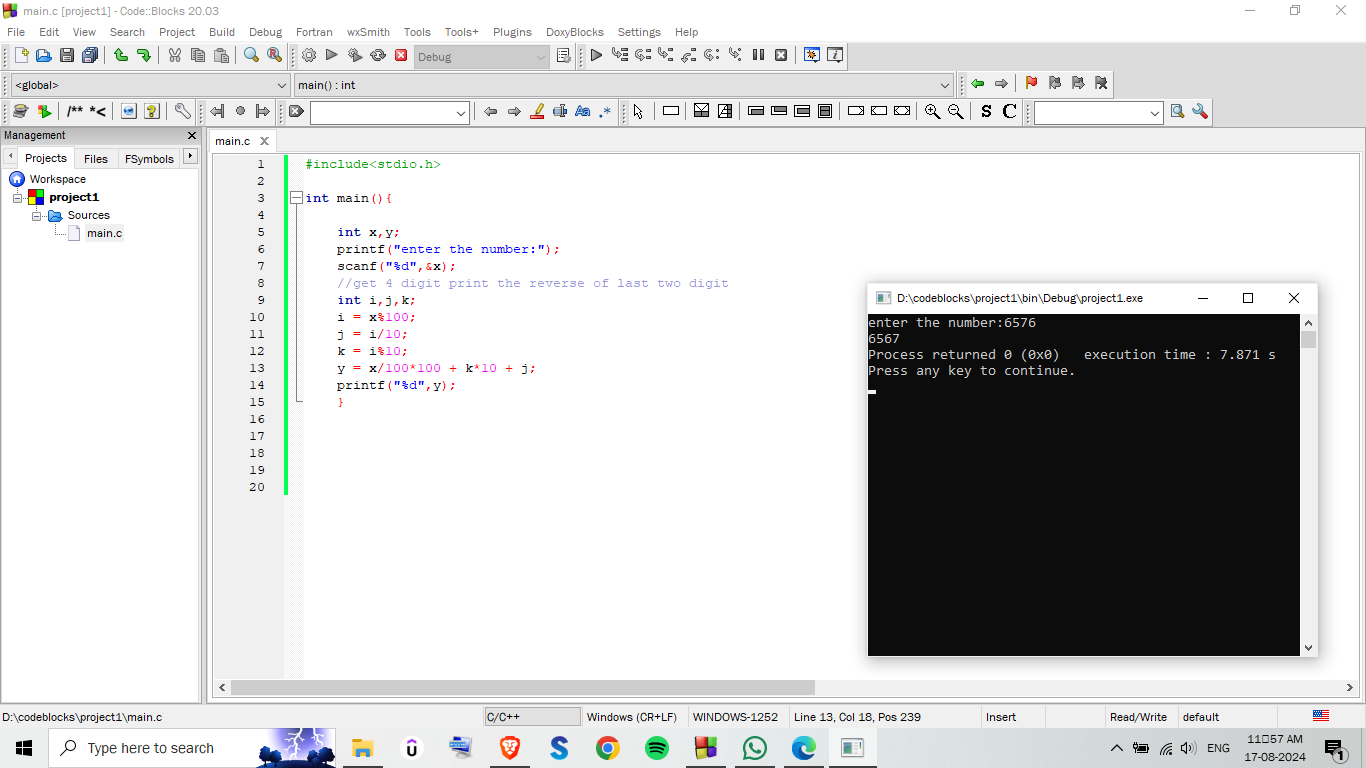 main.c [project1] - Code::Blocks 20.03
File Edit View Search Project Build Debug Fortran wxSmith Tools Tools+ Plugins DoxyBlocks Settings Help
Debug
<global> main() : int
/** *< Aa .* S C
Management
Projects Files FSymbols
Workspace
project1
Sources
main.c
main.c
1 #include<stdio.h>
2
3 int main(){
4
5 int x,y;
6 printf("enter the number:");
7 scanf("%d",&x);
8 //get 4 digit print the reverse of last two digit
9 int i,j,k;
10 i = x%100;
11 j = i/10;
12 k = i%10;
13 y = x/100*100 + k*10 + j;
14 printf("%d",y);
15 }
16
17
18
19
20
D:\codeblocks\project1\bin\Debug\project1.exe
enter the number:6576
6567
Process returned 0 (0x0)   execution time : 7.871 s
Press any key to continue.
D:\codeblocks\project1\main.c C/C++ Windows (CR+LF) WINDOWS-1252 Line 13, Col 18, Pos 239 Insert Read/Write default
Type here to search
ENG
11□57 AM
17-08-2024
1